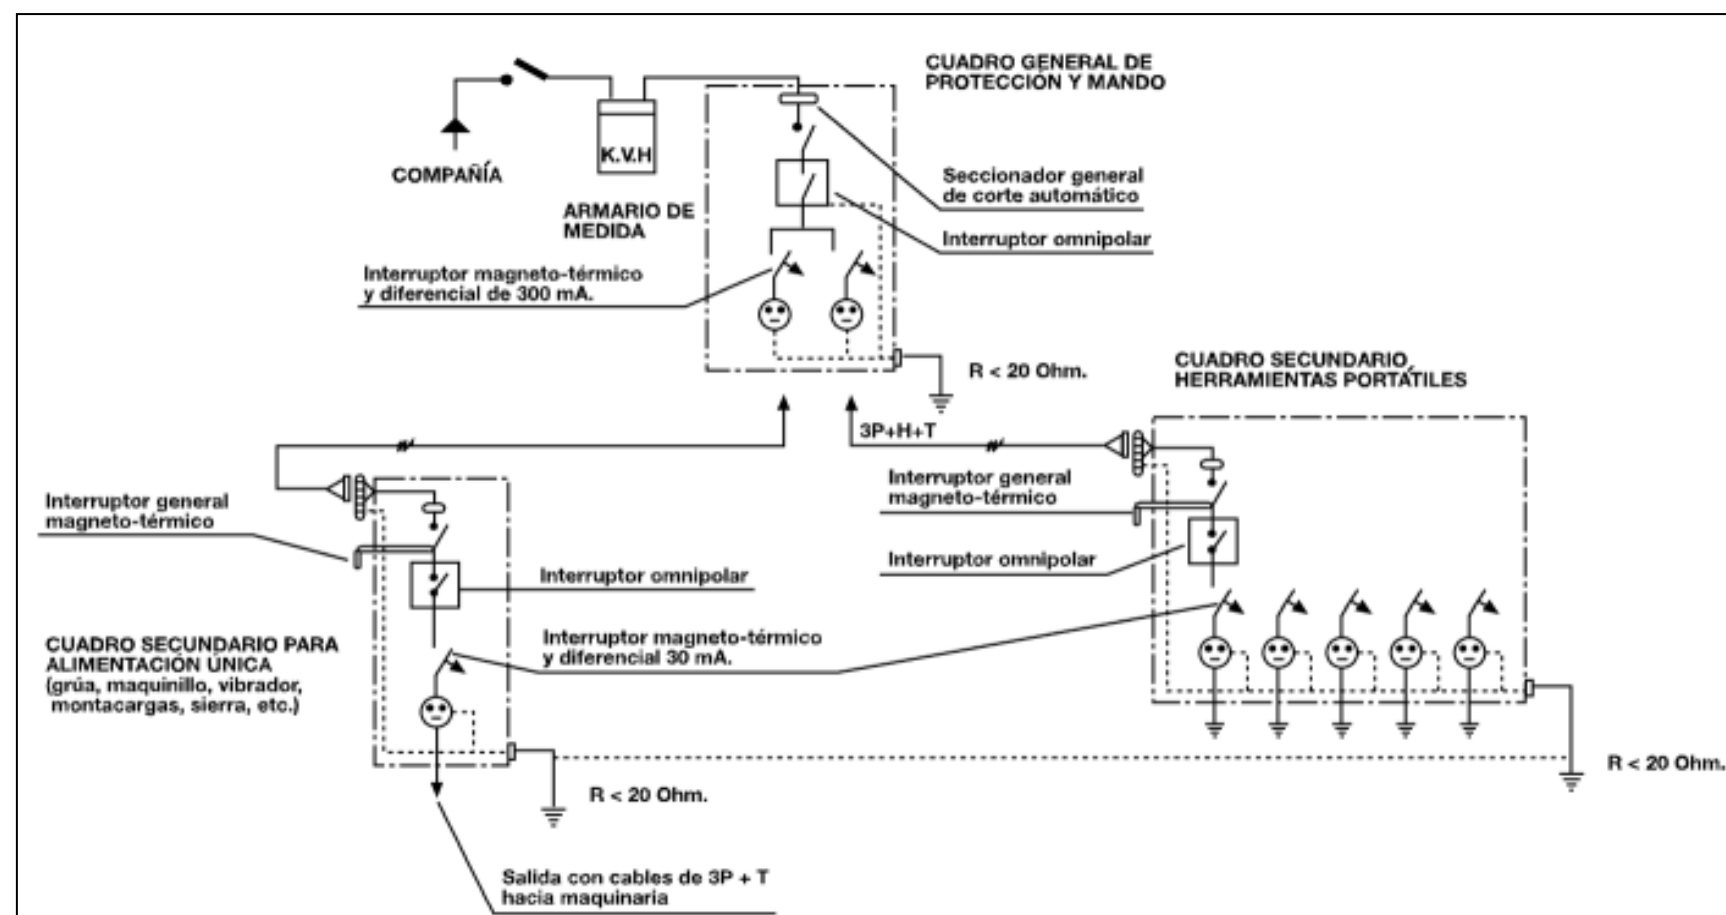 CUADRO GENERAL DE
PROTECCIÓN Y MANDO
K.V.H
COMPAÑÍA
Seccionador general
de corte automático
ARMARIO DE
MEDIDA
Interruptor omnipolar
Interruptor magneto-térmico
y diferencial de 300 mA.
R < 20 Ohm.
CUADRO SECUNDARIO
HERRAMIENTAS PORTÁTILES
3P+H+T
Interruptor general
magneto-térmico
Interruptor general
magneto-térmico
Interruptor omnipolar
Interruptor omnipolar
CUADRO SECUNDARIO PARA
ALIMENTACIÓN ÚNICA
(grúa, maquinillo, vibrador,
montacargas, sierra, etc.)
Interruptor magneto-térmico
y diferencial 30 mA.
R < 20 Ohm.
R < 20 Ohm.
Salida con cables de 3P + T
hacia maquinaria